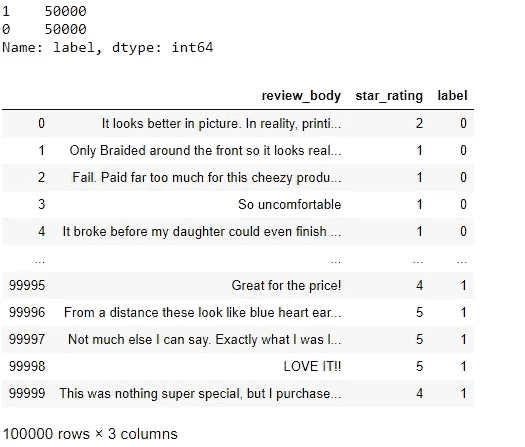 1    50000
0    50000
Name: label, dtype: int64
review_body star_rating label
0 It looks better in picture. In reality, printi... 2 0
1 Only Braided around the front so it looks real... 1 0
2 Fail. Paid far too much for this cheezy produ... 1 0
3 So uncomfortable 1 0
4 It broke before my daughter could even finish ... 1 0
... ... ... ...
99995 Great for the price! 4 1
99996 From a distance these look like blue heart ear... 5 1
99997 Not much else I can say. Exactly what I was l... 5 1
99998 LOVE IT!! 5 1
99999 This was nothing super special, but I purchase... 4 1
100000 rows × 3 columns